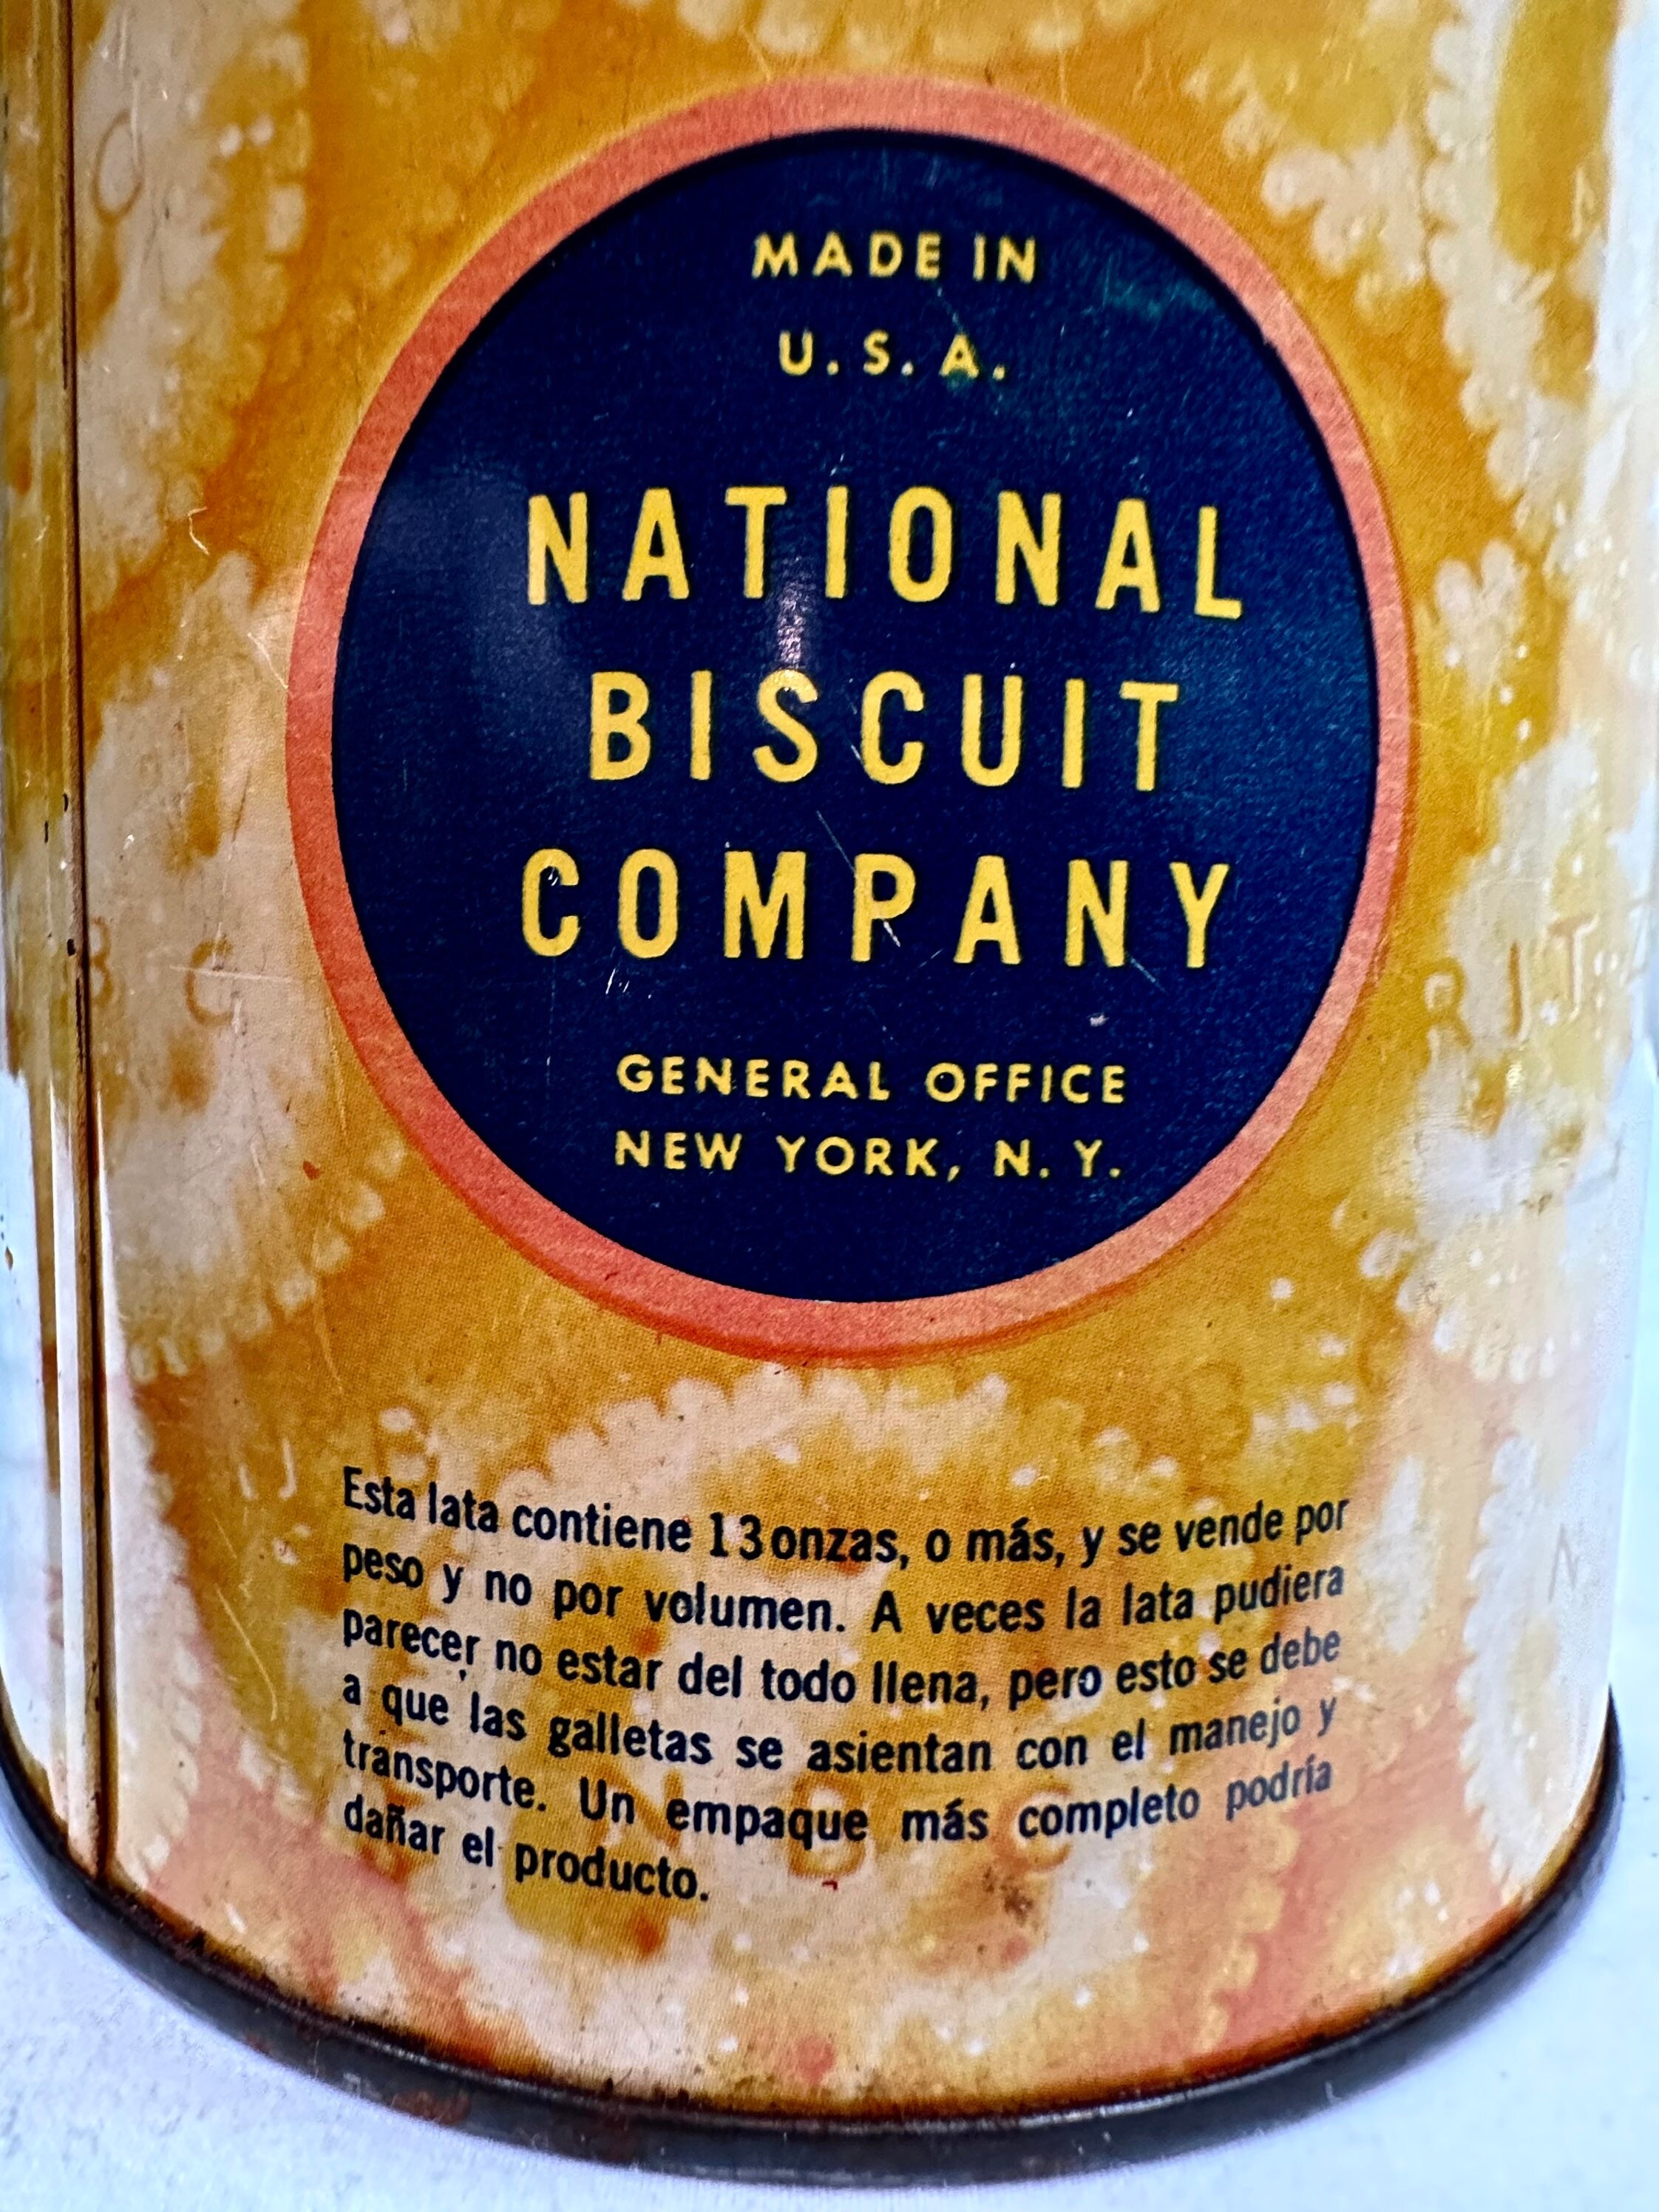 MADE IN
U. S. A.
NATIONAL
BISCUIT
COMPANY
GENERAL OFFICE
NEW YORK, N. Y.
Esta lata contiene 13 onzas, o más, y se vende por
peso y no por volumen. A veces la lata pudiera
parecer no estar del todo llena, pero esto se debe
a que las galletas se asientan con el manejo y
transporte. Un empaque más completo podría
dañar el producto.
R I T
N B C